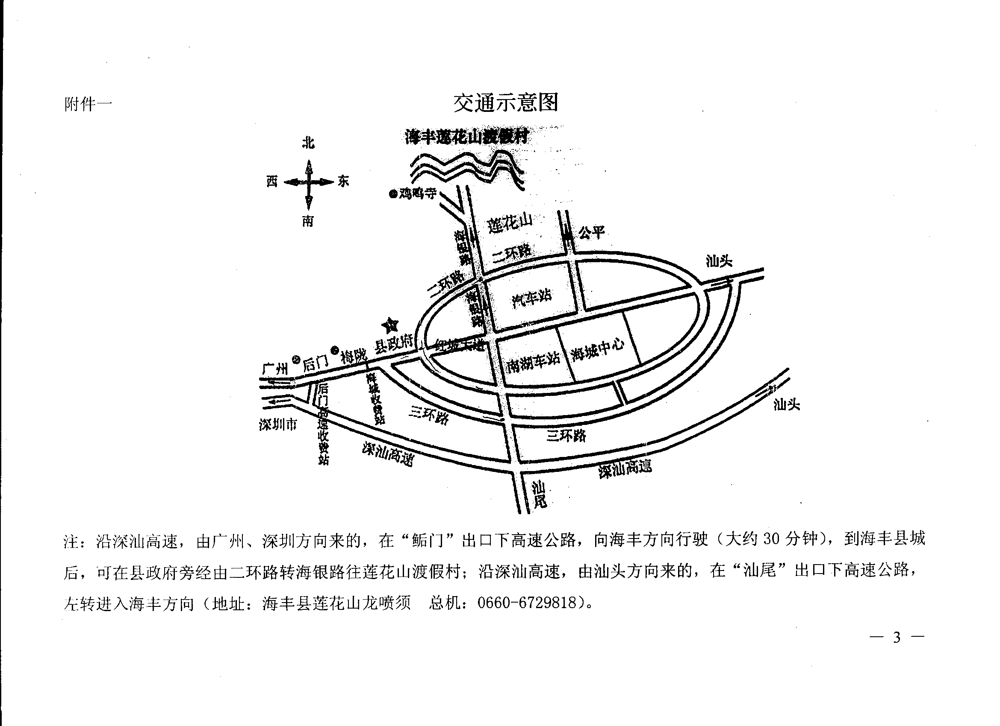 附件一
交通示意图
海丰莲花山渡假村
北
西
东
南
鸡鸣寺
莲花山
公平
海银路
二环路
汕头
二环路
汽车站
海银路
县政府
红城大道
海城中心
南湖车站
梅陇
后门
广州
海城收费站
后门高速收费站
三环路
汕头
深圳市
三环路
深汕高速
深汕高速
汕尾
注：沿深汕高速，由广州、深圳方向来的，在“鲘门”出口下高速公路，向海丰方向行驶（大约 30 分钟），到海丰县城
后，可在县政府旁经由二环路转海银路往莲花山渡假村；沿深汕高速，由汕头方向来的，在“汕尾”出口下高速公路，
左转进入海丰方向（地址：海丰县莲花山龙喷须　总机：0660-6729818）。
— 3 —